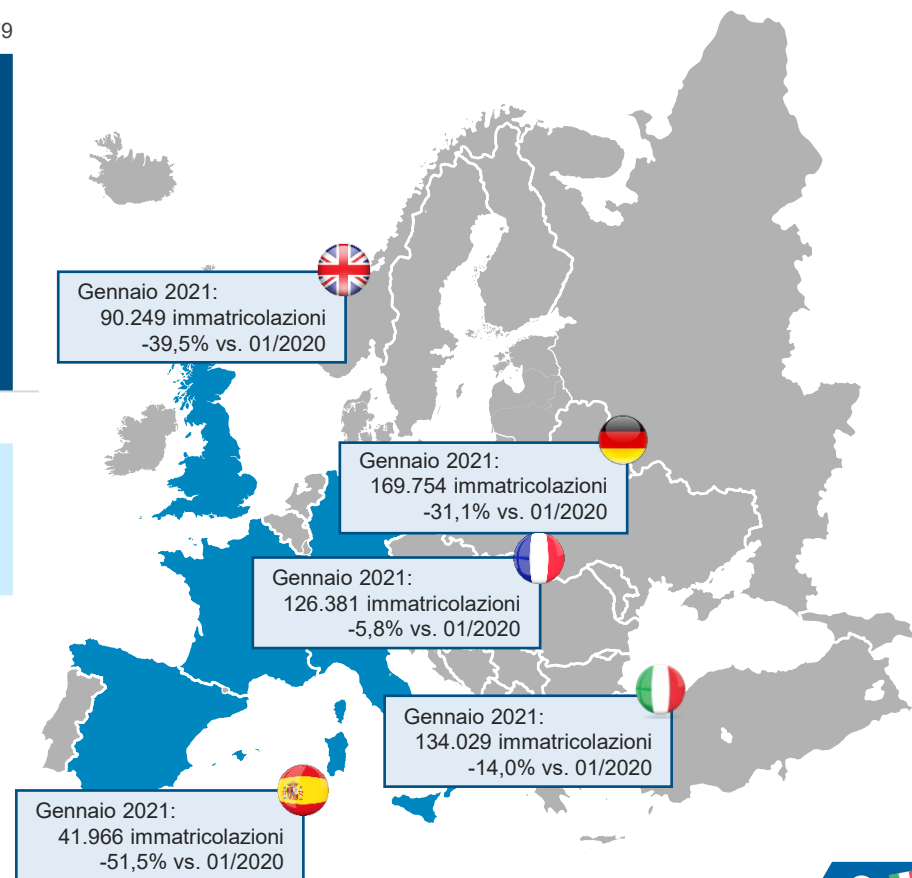 9
Gennaio 2021:
90.249 immatricolazioni
-39,5% vs. 01/2020
Gennaio 2021:
169.754 immatricolazioni
-31,1% vs. 01/2020
Gennaio 2021:
126.381 immatricolazioni
-5,8% vs. 01/2020
Gennaio 2021:
134.029 immatricolazioni
-14,0% vs. 01/2020
Gennaio 2021:
41.966 immatricolazioni
-51,5% vs. 01/2020